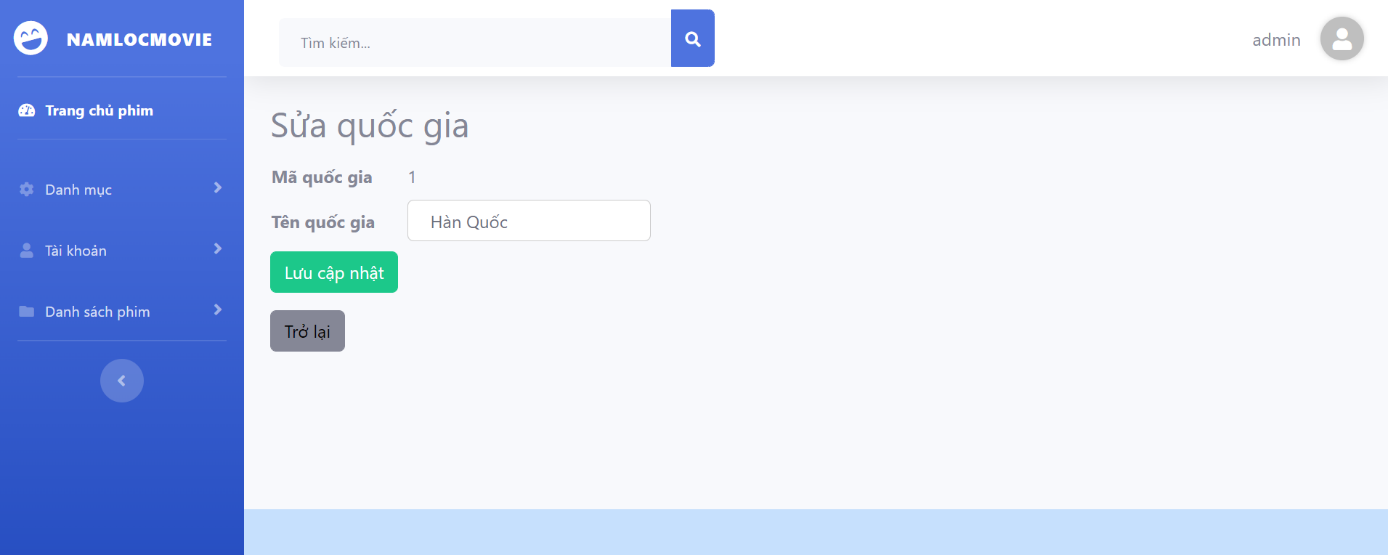 NAMLOCMOVIE
Trang chủ phim
Danh mục
Tài khoản
Danh sách phim
Tìm kiếm...
admin
Sửa quốc gia
Mã quốc gia 1
Tên quốc gia Hàn Quốc
Lưu cập nhật
Trở lại